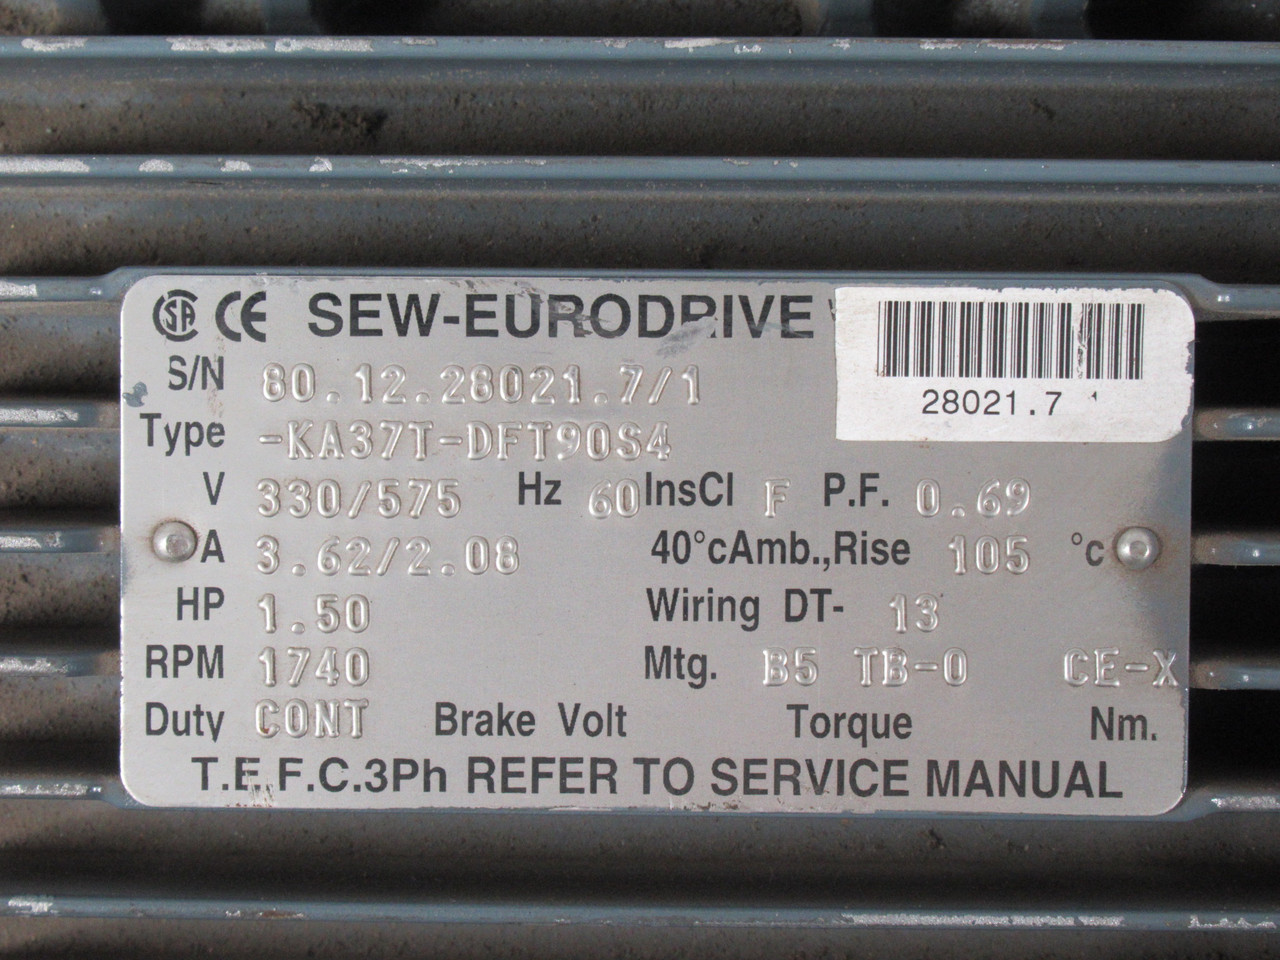 SA CE SEW-EURODRIVE
28021.7
S/N 80.12.28021.7/1
Type -KA37T-DFT90S4
V 330/575 Hz 60 InsCl F P.F. 0.69
A 3.62/2.08 40°cAmb.,Rise 105 °c
HP 1.50 Wiring DT- 13
RPM 1740 Mtg. B5 TB-0 CE-X
Duty CONT Brake Volt Torque Nm.
T.E.F.C.3Ph REFER TO SERVICE MANUAL